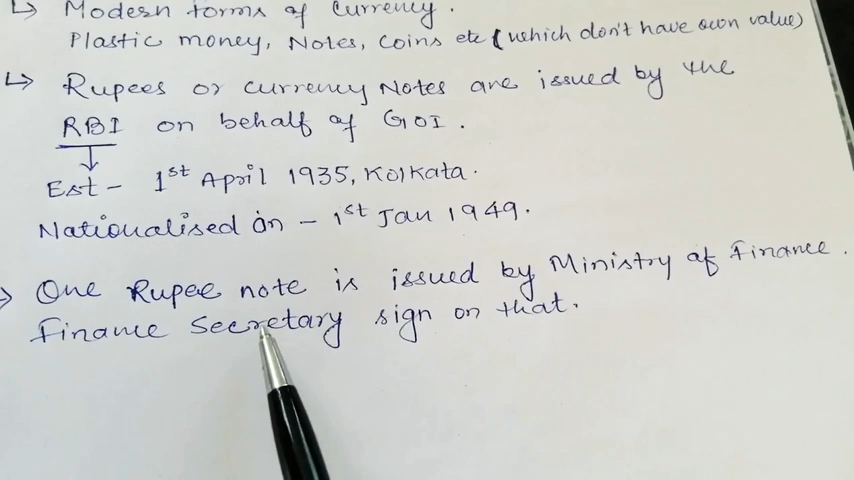 ↳ Modern forms of currency.
Plastic money, Notes, Coins etc (which don't have own value)
↳ Rupees or currency Notes are issued by the
RBI on behalf of GOI.
Est - 1st April 1935, Kolkata.
Nationalised on - 1st Jan 1949.
One Rupee note is issued by Ministry of Finance.
Finance Secretary sign on that.